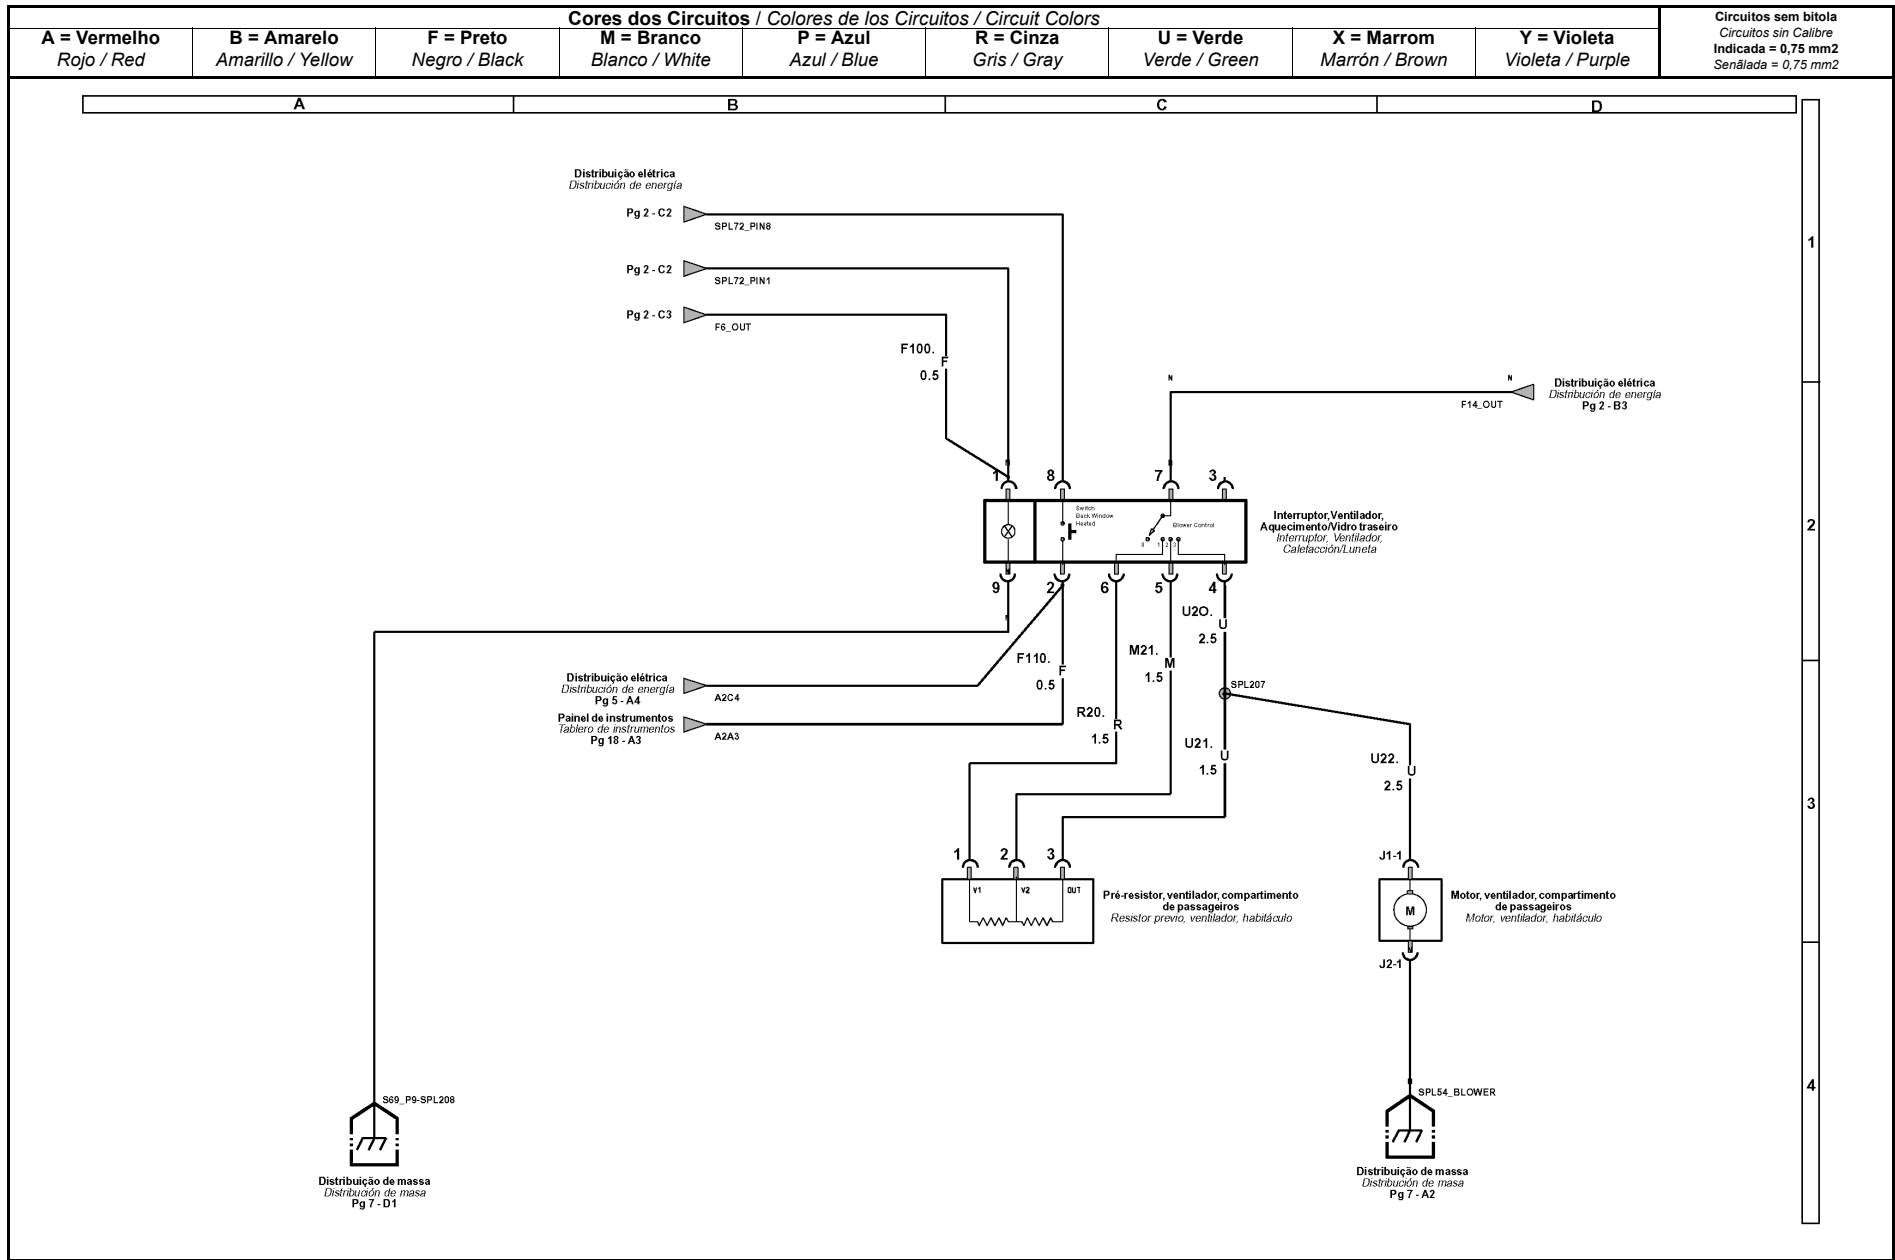 Cores dos Circuitos / Colores de los Circuitos / Circuit Colors
A = Vermelho
Rojo / Red
B = Amarelo
Amarillo / Yellow
F = Preto
Negro / Black
M = Branco
Blanco / White
P = Azul
Azul / Blue
R = Cinza
Gris / Gray
U = Verde
Verde / Green
X = Marrom
Marrón / Brown
Y = Violeta
Violeta / Purple
Circuitos sem bitola
Circuitos sin Calibre
Indicada = 0,75 mm2
Senãlada = 0,75 mm2
A
B
C
D
Distribuição elétrica
Distribución de energía
Pg 2 - C2
SPL72_PIN8
Pg 2 - C2
SPL72_PIN1
Pg 2 - C3
F6_OUT
F100.
F
0.5
1
N
N
F14_OUT
Distribuição elétrica
Distribución de energía
Pg 2 - B3
1
8
7
3
Switch
Back Window
Heated
Blower Control
1
2
3
Interruptor, Ventilador,
Aquecimento/Vidro traseiro
Interruptor, Ventilador,
Calefacción/Luneta
2
9
2
6
5
4
U2O.
U
2.5
M21.
M
1.5
F110.
F
0.5
Distribuição elétrica
Distribución de energía
Pg 5 - A4
A2C4
Painel de instrumentos
Tablero de instrumentos
Pg 18 - A3
A2A3
SPL207
R20.
R
1.5
U21.
U
1.5
U22.
U
2.5
3
1
2
3
V1
V2
OUT
Pré-resistor, ventilador, compartimento
de passageiros
Resistor previo, ventilador, habitáculo
J1-1
M
J2-1
Motor, ventilador, compartimento
de passageiros
Motor, ventilador, habitáculo
4
S69_P9-SPL208
Distribuição de massa
Distribución de masa
Pg 7 - D1
SPL54_BLOWER
Distribuição de massa
Distribución de masa
Pg 7 - A2